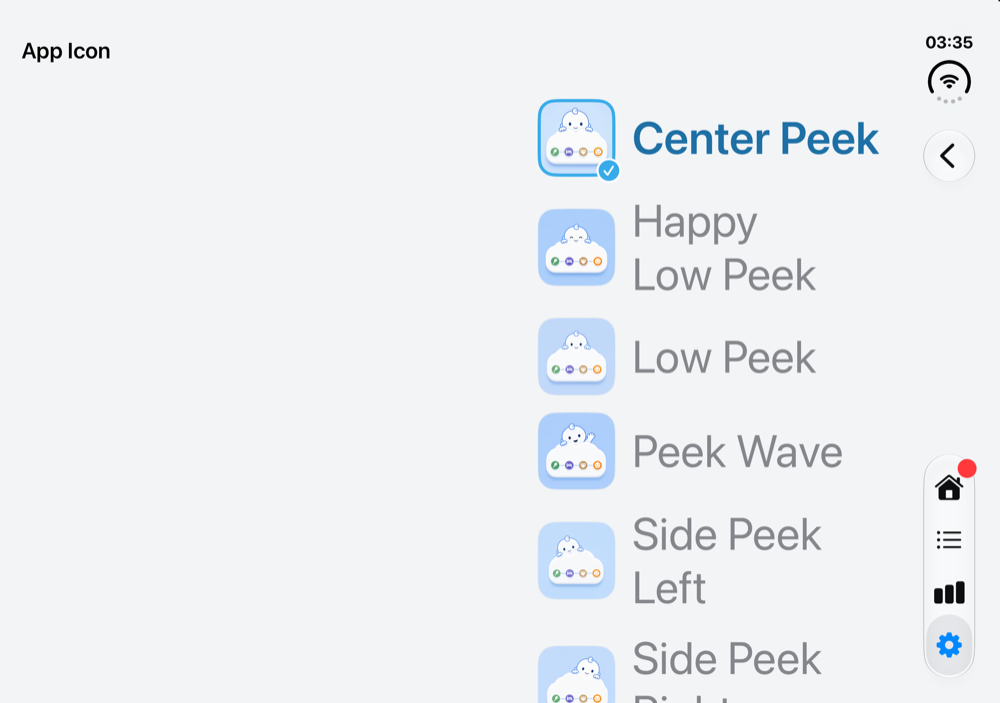 App Icon
03:35
Center Peek
Happy
Low Peek
Low Peek
Peek Wave
Side Peek
Left
Side Peek